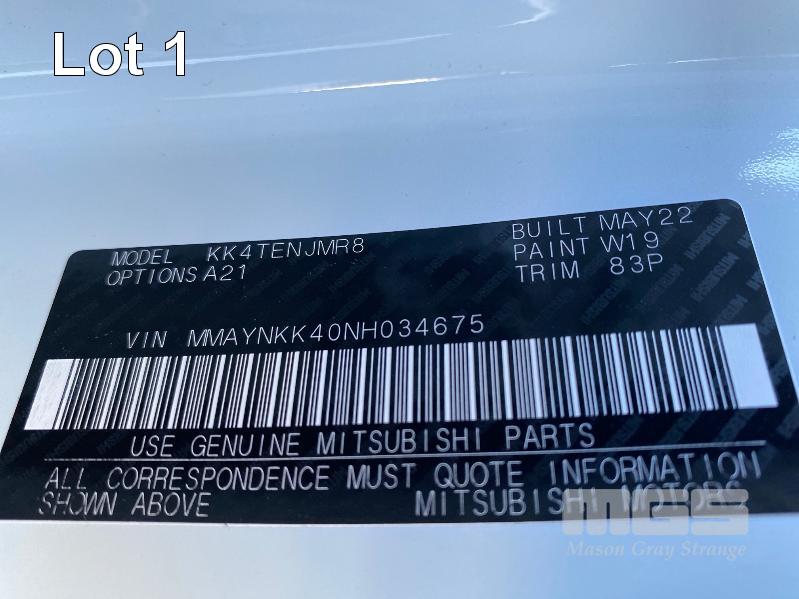 Lot 1
MODEL KK4TENJMR8 BUILT MAY22
OPTIONS A21 PAINT W19
TRIM 83P
VIN MMAYNKK40NH034675
USE GENUINE MITSUBISHI PARTS
ALL CORRESPONDENCE MUST QUOTE INFORMATION
SHOWN ABOVE MITSUBISHI MOTORS
MGS
Mason Gray Strange